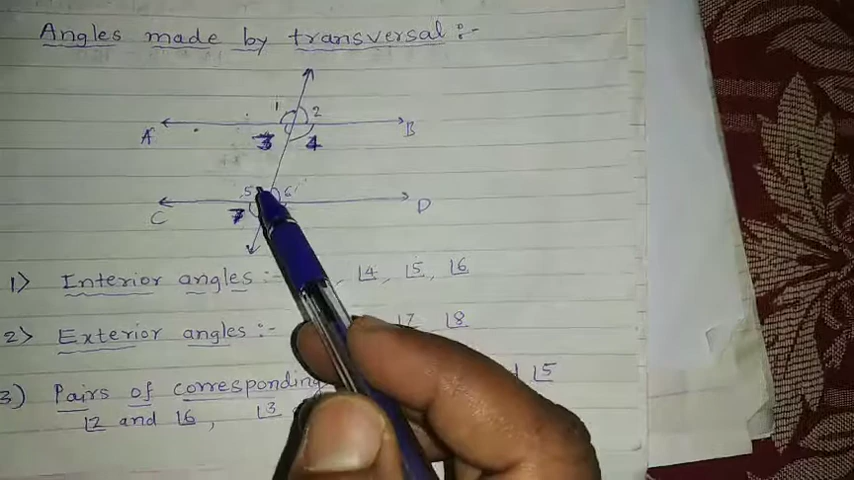 Angles made by transversal :-
1 2
A B
3 4
5 6
C D
7
1> Interior angles :- , ∠4, ∠5, ∠6
2> Exterior angles :- ∠7, ∠8
3) Pairs of corresponding ∠5
∠2 and ∠6, ∠3